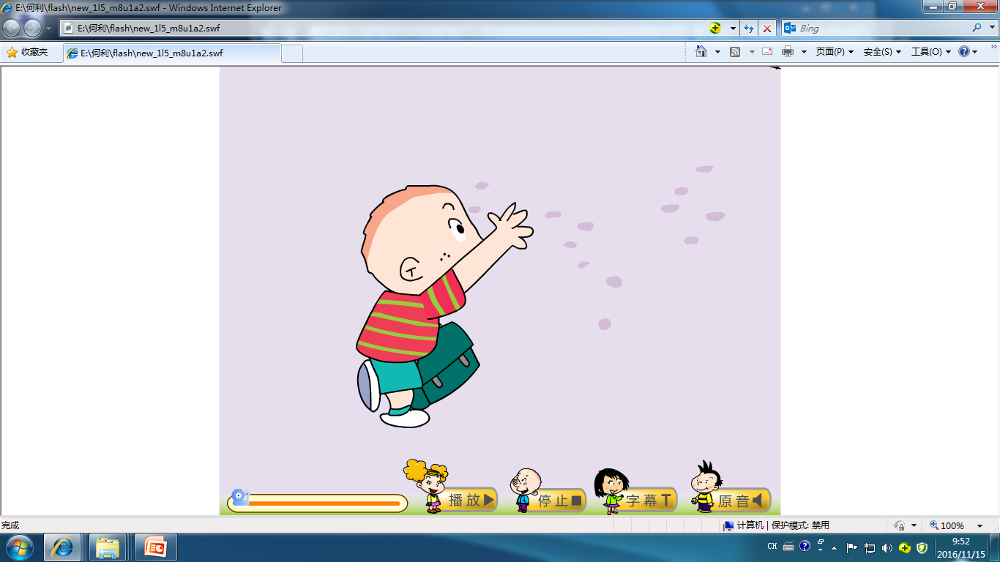 E:\何利\flash\new_1l5_m8u1a2.swf - Windows Internet Explorer
E:\何利\flash\new_1l5_m8u1a2.swf
Bing
收藏夹
E:\何利\flash\new_1l5_m8u1a2.swf
页面(P)
安全(S)
工具(O)
播放
停止
字幕T
原音
完成
计算机 | 保护模式: 禁用
100%
CH
9:52
2016/11/15